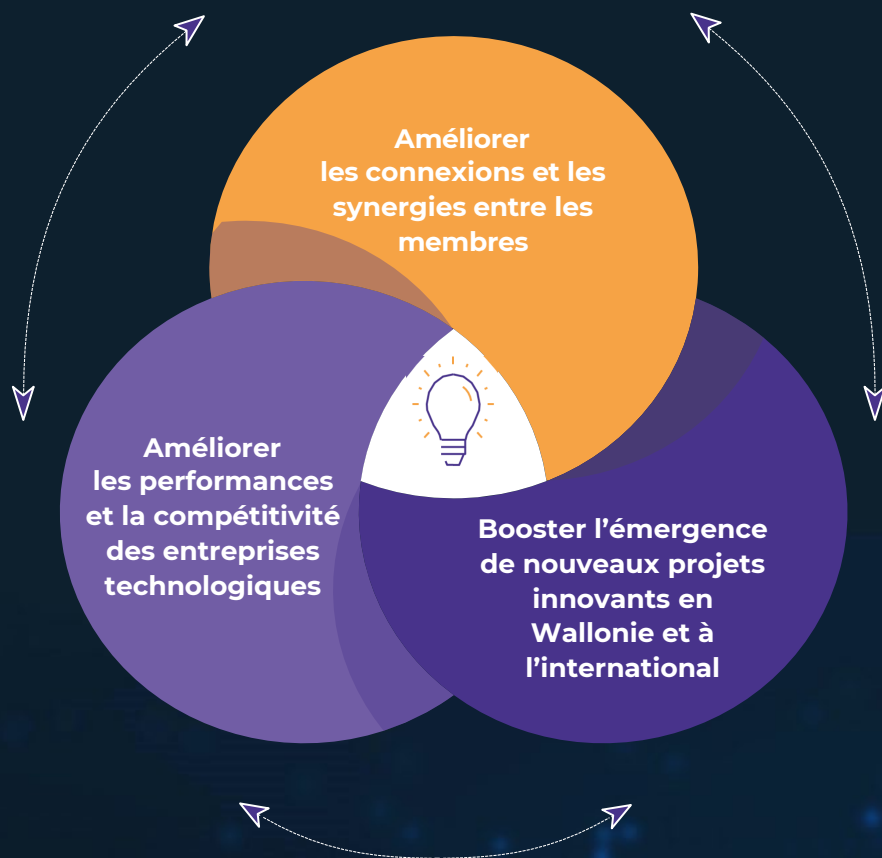 Améliorer
les connexions et les
synergies entre les
membres
Améliorer
les performances
et la compétitivité
des entreprises
technologiques
Booster l’émergence
de nouveaux projets
innovants en
Wallonie et à
l’international